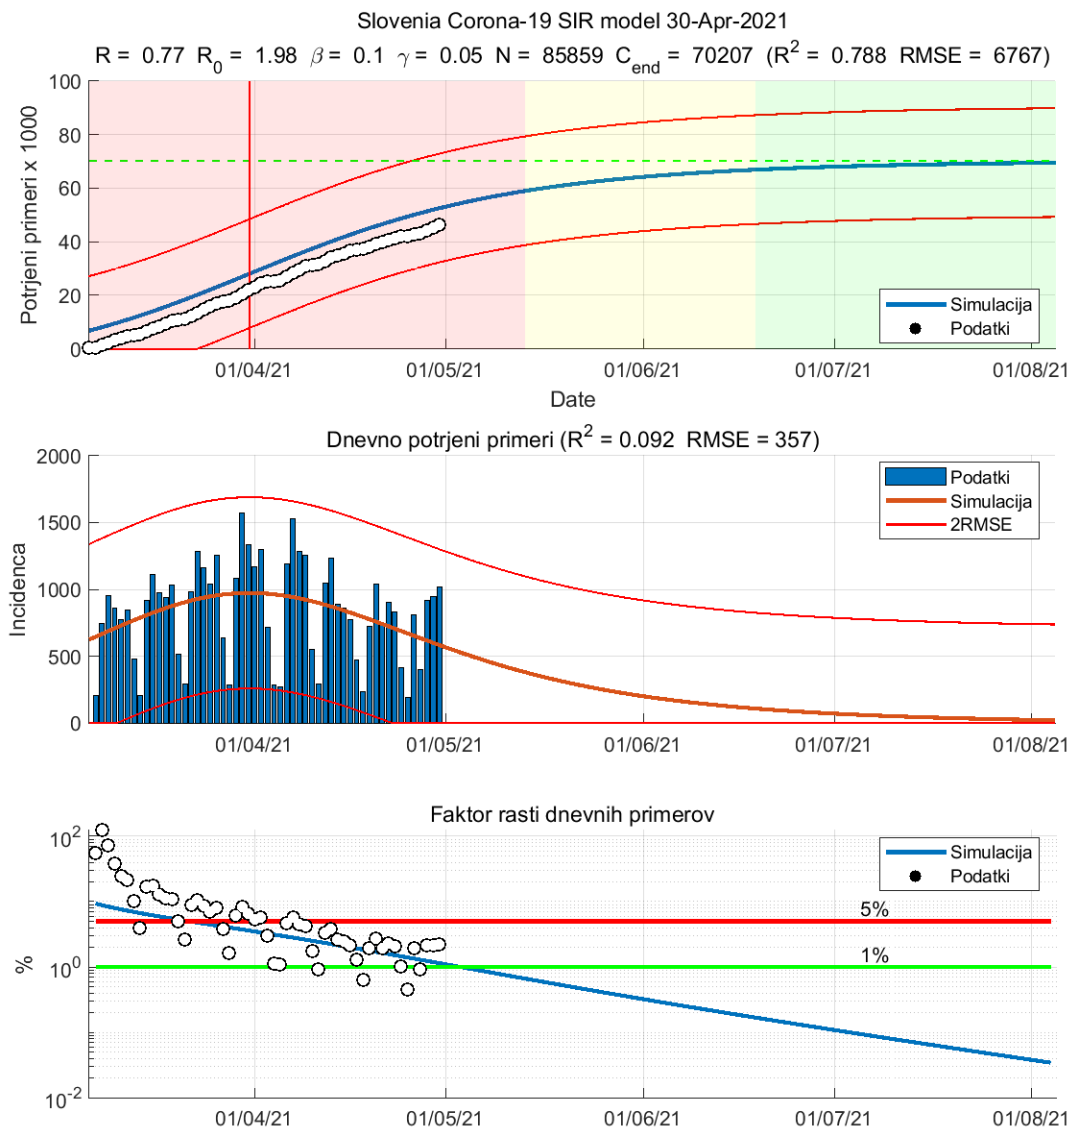 Slovenia Corona-19 SIR model 30-Apr-2021
R = 0.77 R0 = 1.98 β = 0.1 γ = 0.05 N = 85859 Cend = 70207 (R2 = 0.788 RMSE = 6767)
Potrjeni primeri x 1000
100
80
60
40
20
0
Simulacija
Podatki
01/04/21 01/05/21 01/06/21 01/07/21 01/08/21
Date
Dnevno potrjeni primeri (R2 = 0.092 RMSE = 357)
Incidenca
2000
1500
1000
500
0
Podatki
Simulacija
2RMSE
01/04/21 01/05/21 01/06/21 01/07/21 01/08/21
Faktor rasti dnevnih primerov
%
10^2
10^0
10^-2
Simulacija
Podatki
5%
1%
01/04/21 01/05/21 01/06/21 01/07/21 01/08/21